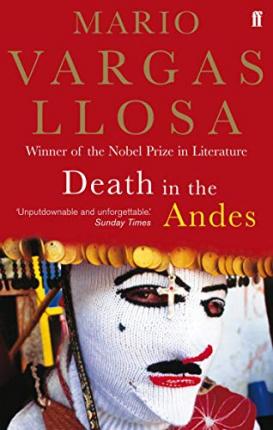 MARIO
ff
VARGAS
LLOSA
Winner of the Nobel Prize in Literature
Death in the
Andes
'Unputdownable and unforgettable.'
Sunday Times